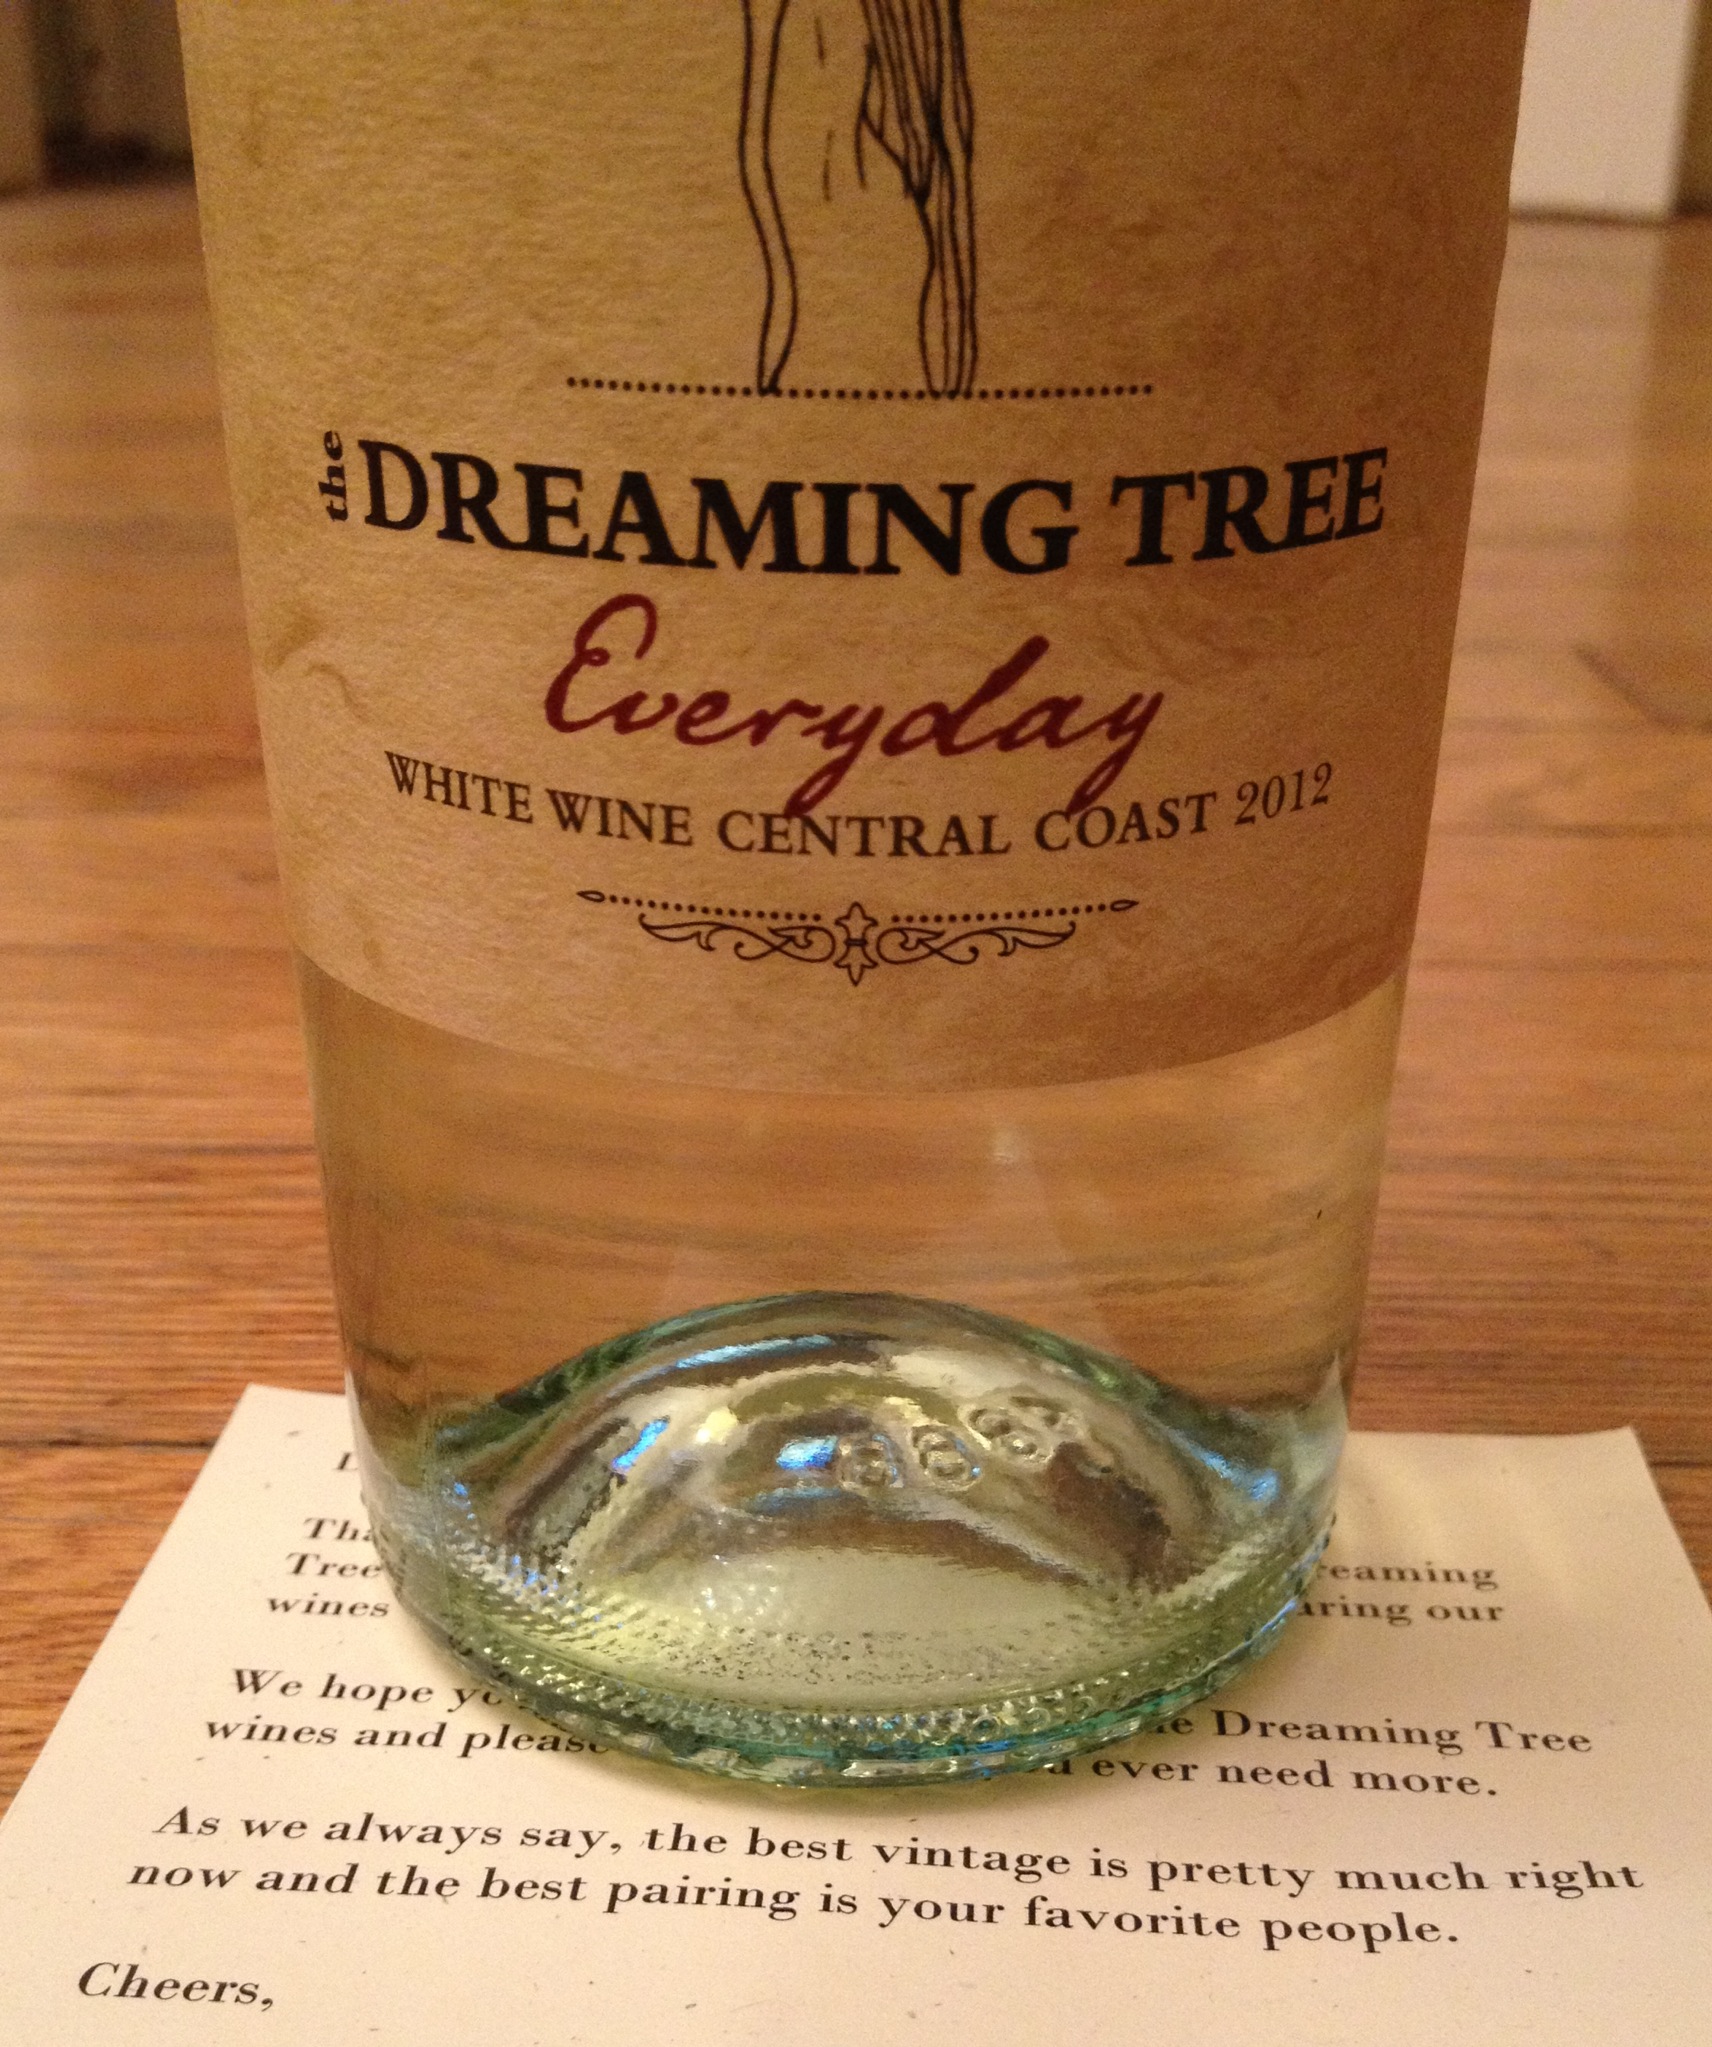 the DREAMING TREE
Everyday
WHITE WINE CENTRAL COAST 2012
Tree
wines our
We hope
wines and please Dreaming Tree
ever need more.
As we always say, the best vintage is pretty much right
now and the best pairing is your favorite people.
Cheers,